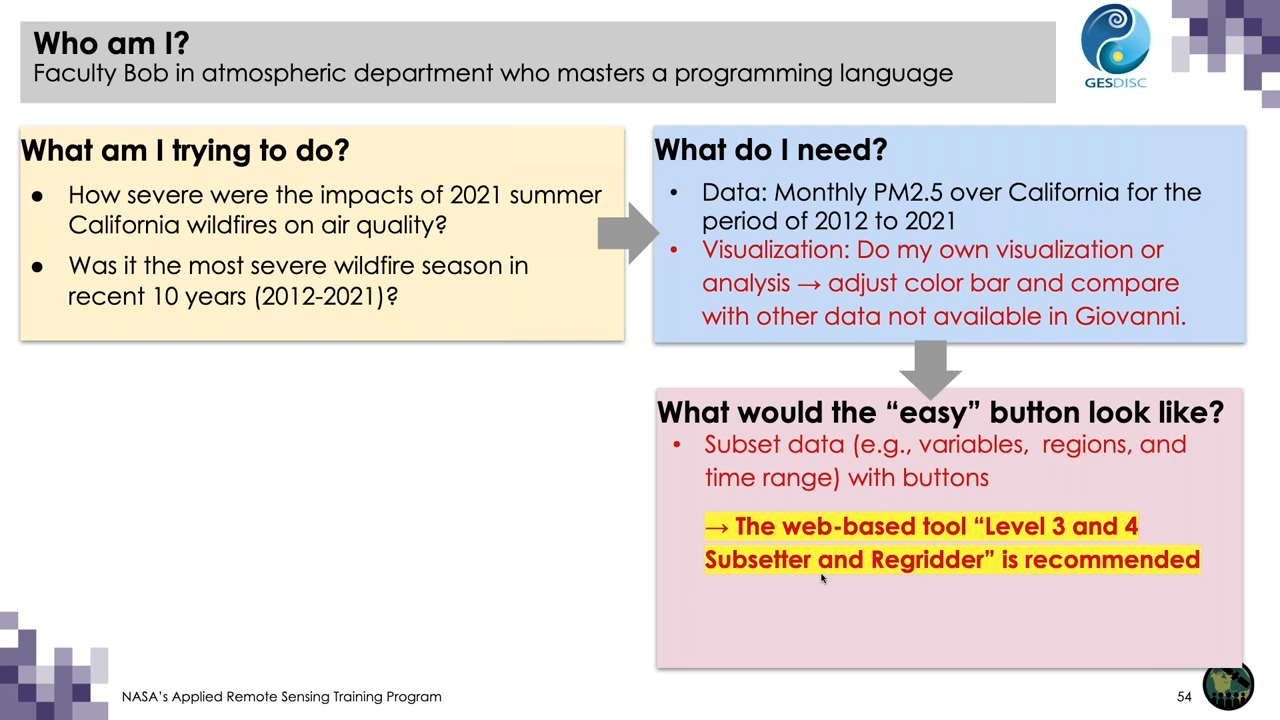 Who am I?
Faculty Bob in atmospheric department who masters a programming language
GESDISC
What am I trying to do?
● How severe were the impacts of 2021 summer
California wildfires on air quality?
● Was it the most severe wildfire season in
recent 10 years (2012-2021)?
What do I need?
• Data: Monthly PM2.5 over California for the
period of 2012 to 2021
• Visualization: Do my own visualization or
analysis → adjust color bar and compare
with other data not available in Giovanni.
What would the “easy” button look like?
• Subset data (e.g., variables, regions, and
time range) with buttons
→ The web-based tool “Level 3 and 4
Subsetter and Regridder” is recommended
NASA’s Applied Remote Sensing Training Program
54